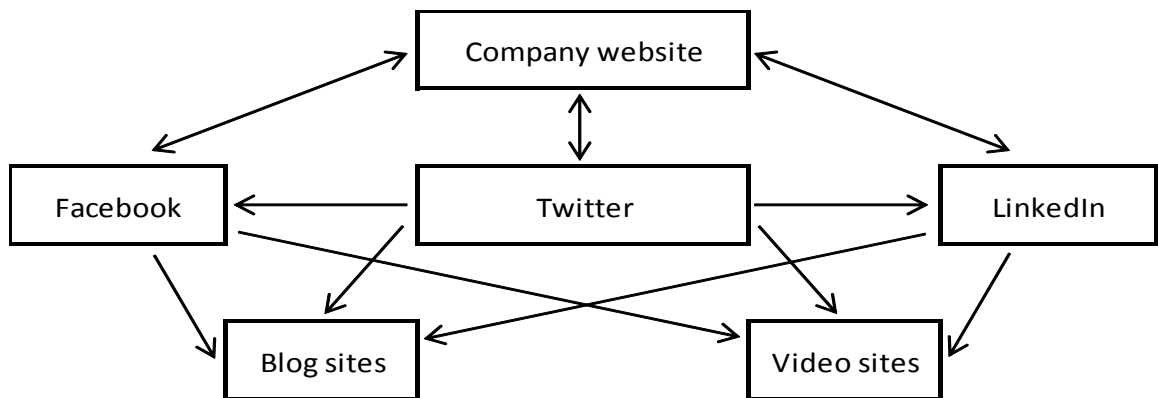 Company website
Facebook
Twitter
LinkedIn
Blog sites
Video sites